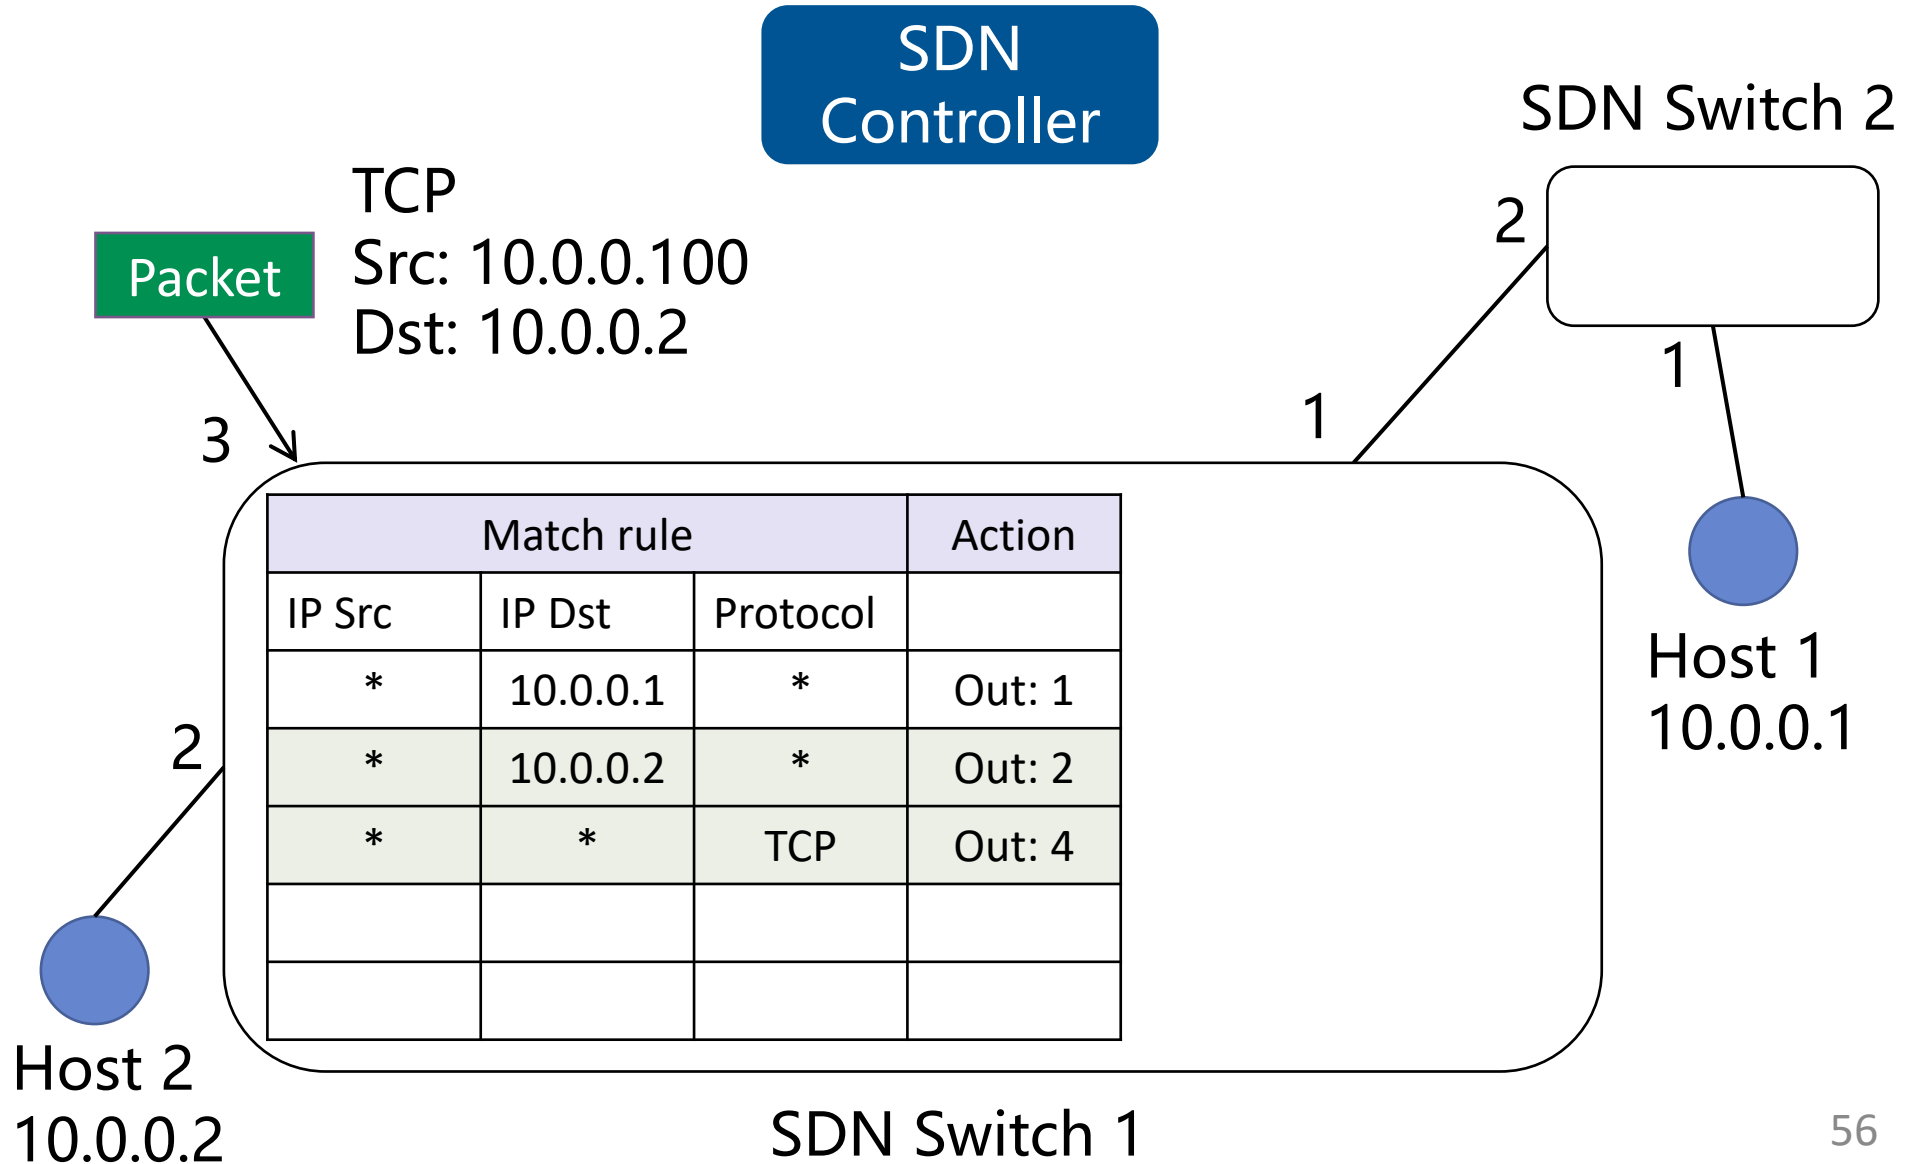 SDN
Controller
SDN Switch 2
TCP
Src: 10.0.0.100
Dst: 10.0.0.2
Packet
2
1
3
1
Match rule Action
IP Src IP Dst Protocol
* 10.0.0.1 * Out: 1
* 10.0.0.2 * Out: 2
* * TCP Out: 4
2
Host 1
10.0.0.1
Host 2
10.0.0.2
SDN Switch 1
56